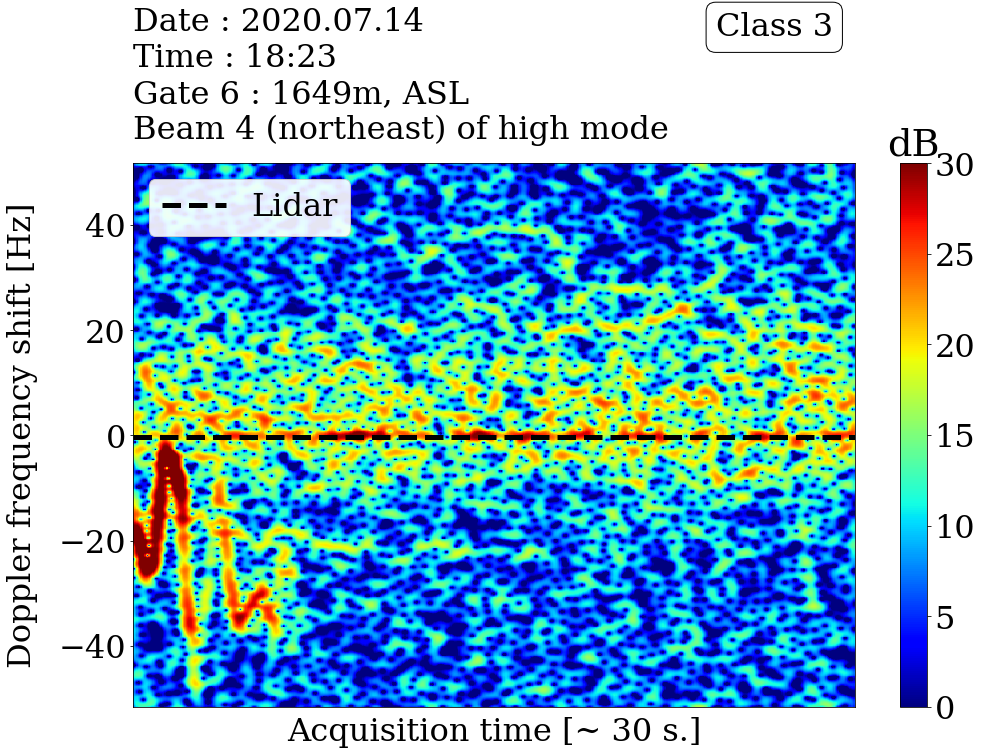 Date : 2020.07.14
Time : 18:23
Gate 6 : 1649m, ASL
Beam 4 (northeast) of high mode
Class 3
dB
Lidar
Doppler frequency shift [Hz]
40
20
0
−20
−40
Acquisition time [~ 30 s.]
30
25
20
15
10
5
0